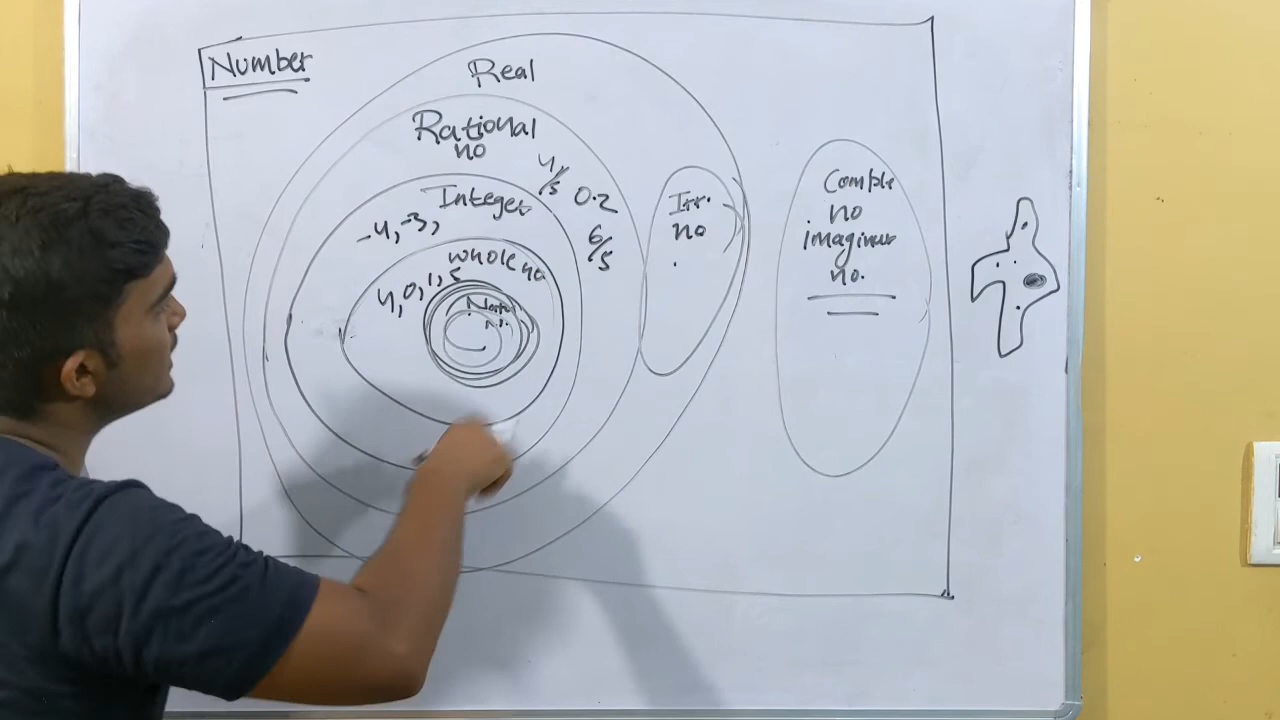 Number
Real
Rational
no
4/5 0.2
6/5
Integer
-4, -3,
whole no
4, 0, 1, 5
Irr.
no
Comple
no
no.